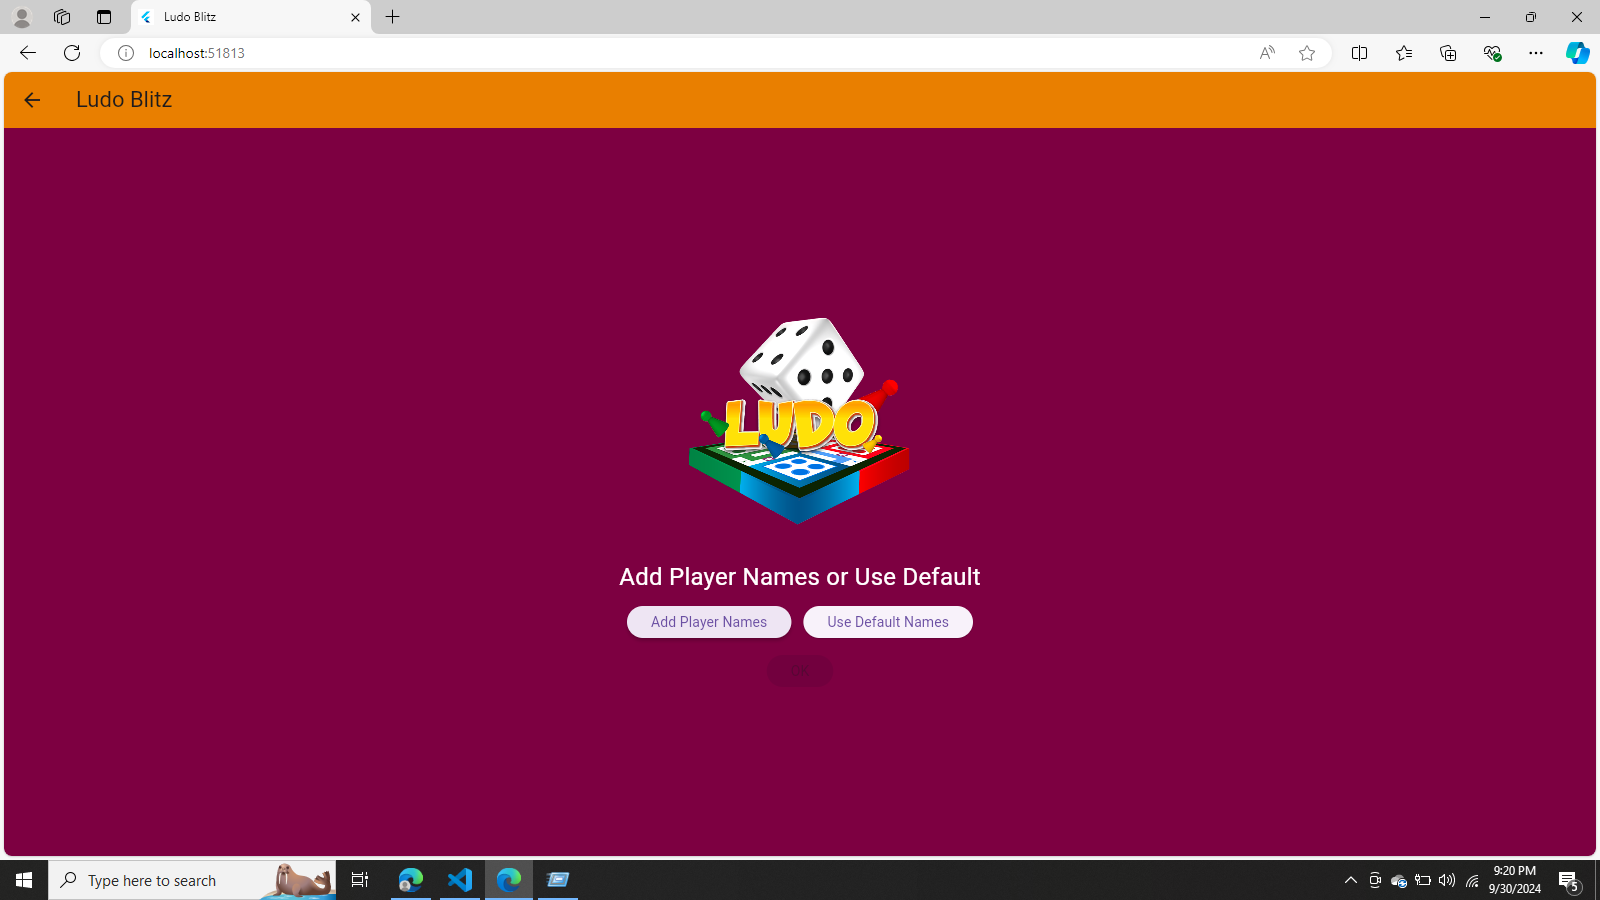 Ludo Blitz
localhost:51813
Ludo Blitz
LUDO
Add Player Names or Use Default
Add Player Names
Use Default Names
OK
Type here to search
9:20 PM
9/30/2024
5